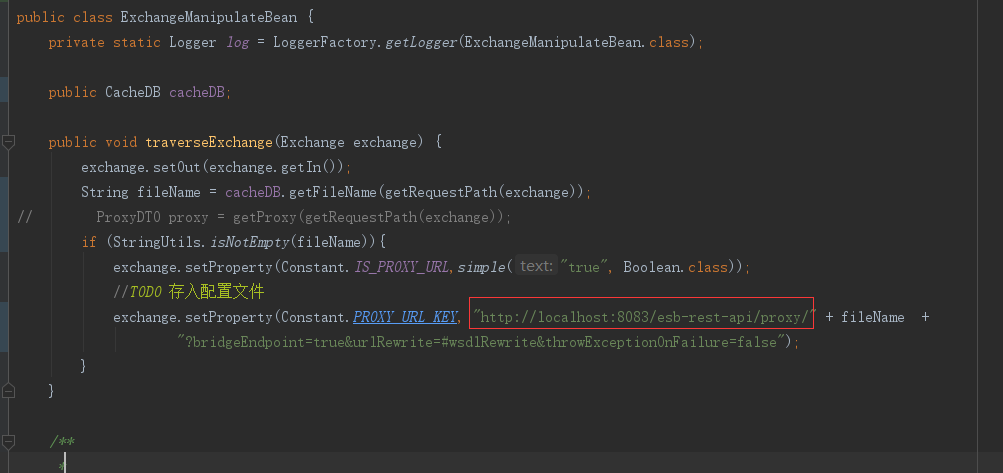 public class ExchangeManipulateBean {
private static Logger log = LoggerFactory.getLogger(ExchangeManipulateBean.class);
public CacheDB cacheDB;
public void traverseExchange(Exchange exchange) {
exchange.setOut(exchange.getIn());
String fileName = cacheDB.getFileName(getRequestPath(exchange));
// ProxyDTO proxy = getProxy(getRequestPath(exchange));
if (StringUtils.isNotEmpty(fileName)){
exchange.setProperty(Constant.IS_PROXY_URL,simple( text: "true", Boolean.class));
//TODO 存入配置文件
exchange.setProperty(Constant.PROXY_URL_KEY, "http://localhost:8083/esb-rest-api/proxy/" + fileName +
"?bridgeEndpoint=true&urlRewrite=#wsdlRewrite&throwExceptionOnFailure=false");
}
}
/**
*